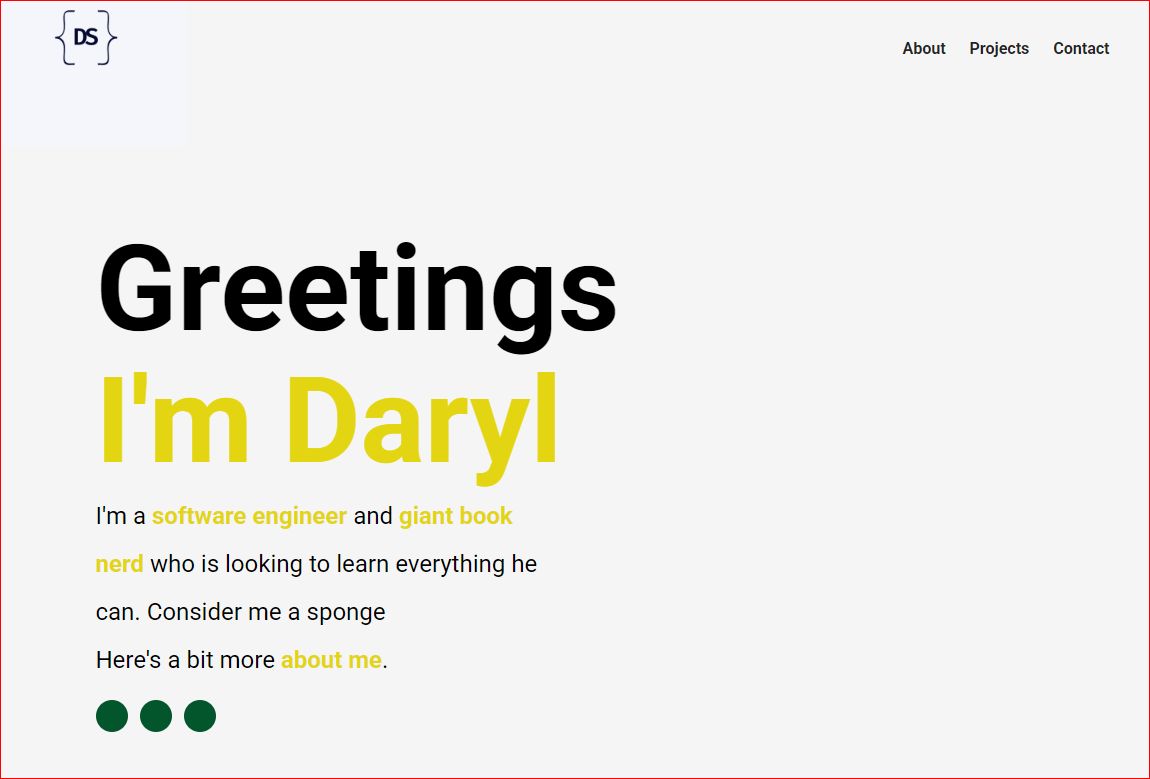 {DS}
About Projects Contact
Greetings
I'm Daryl
I'm a software engineer and giant book
nerd who is looking to learn everything he
can. Consider me a sponge
Here's a bit more about me.